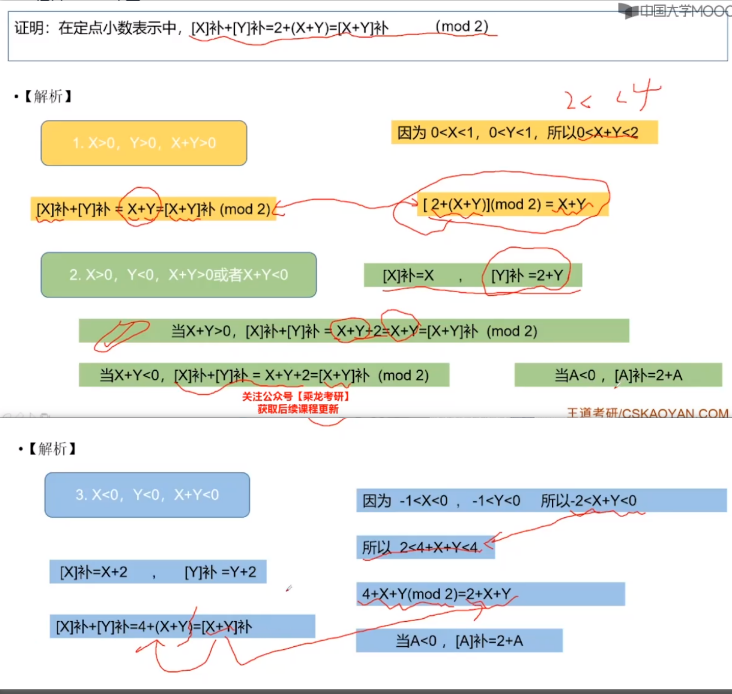 中国大学MOOC
证明：在定点小数表示中，[X]补+[Y]补=2+(X+Y)=[X+Y]补 （mod 2)
•【解析】
2< <4
1. X>0，Y>0，X+Y>0
因为 0<X<1，0<Y<1，所以0<X+Y<2
[X]补+[Y]补 = X+Y=[X+Y]补 (mod 2)
[ 2+(X+Y)](mod 2) = X+Y
2. X>0，Y<0，X+Y>0或者X+Y<0
[X]补=X ， [Y]补 =2+Y
当X+Y>0，[X]补+[Y]补 = X+Y+2=X+Y=[X+Y]补 (mod 2)
当X+Y<0，[X]补+[Y]补 = X+Y+2=[X+Y]补 (mod 2)
当A<0 ，[A]补=2+A
关注公众号【乘龙考研】
获取后续课程更新
王道考研/CSKAOYAN.COM
•【解析】
3. X<0，Y<0，X+Y<0
因为 -1<X<0 ，-1<Y<0 所以-2<X+Y<0
所以 2<4+X+Y<4
[X]补=X+2 ， [Y]补 =Y+2
4+X+Y(mod 2)=2+X+Y
[X]补+[Y]补=4+(X+Y)=[X+Y]补
当A<0 ，[A]补=2+A